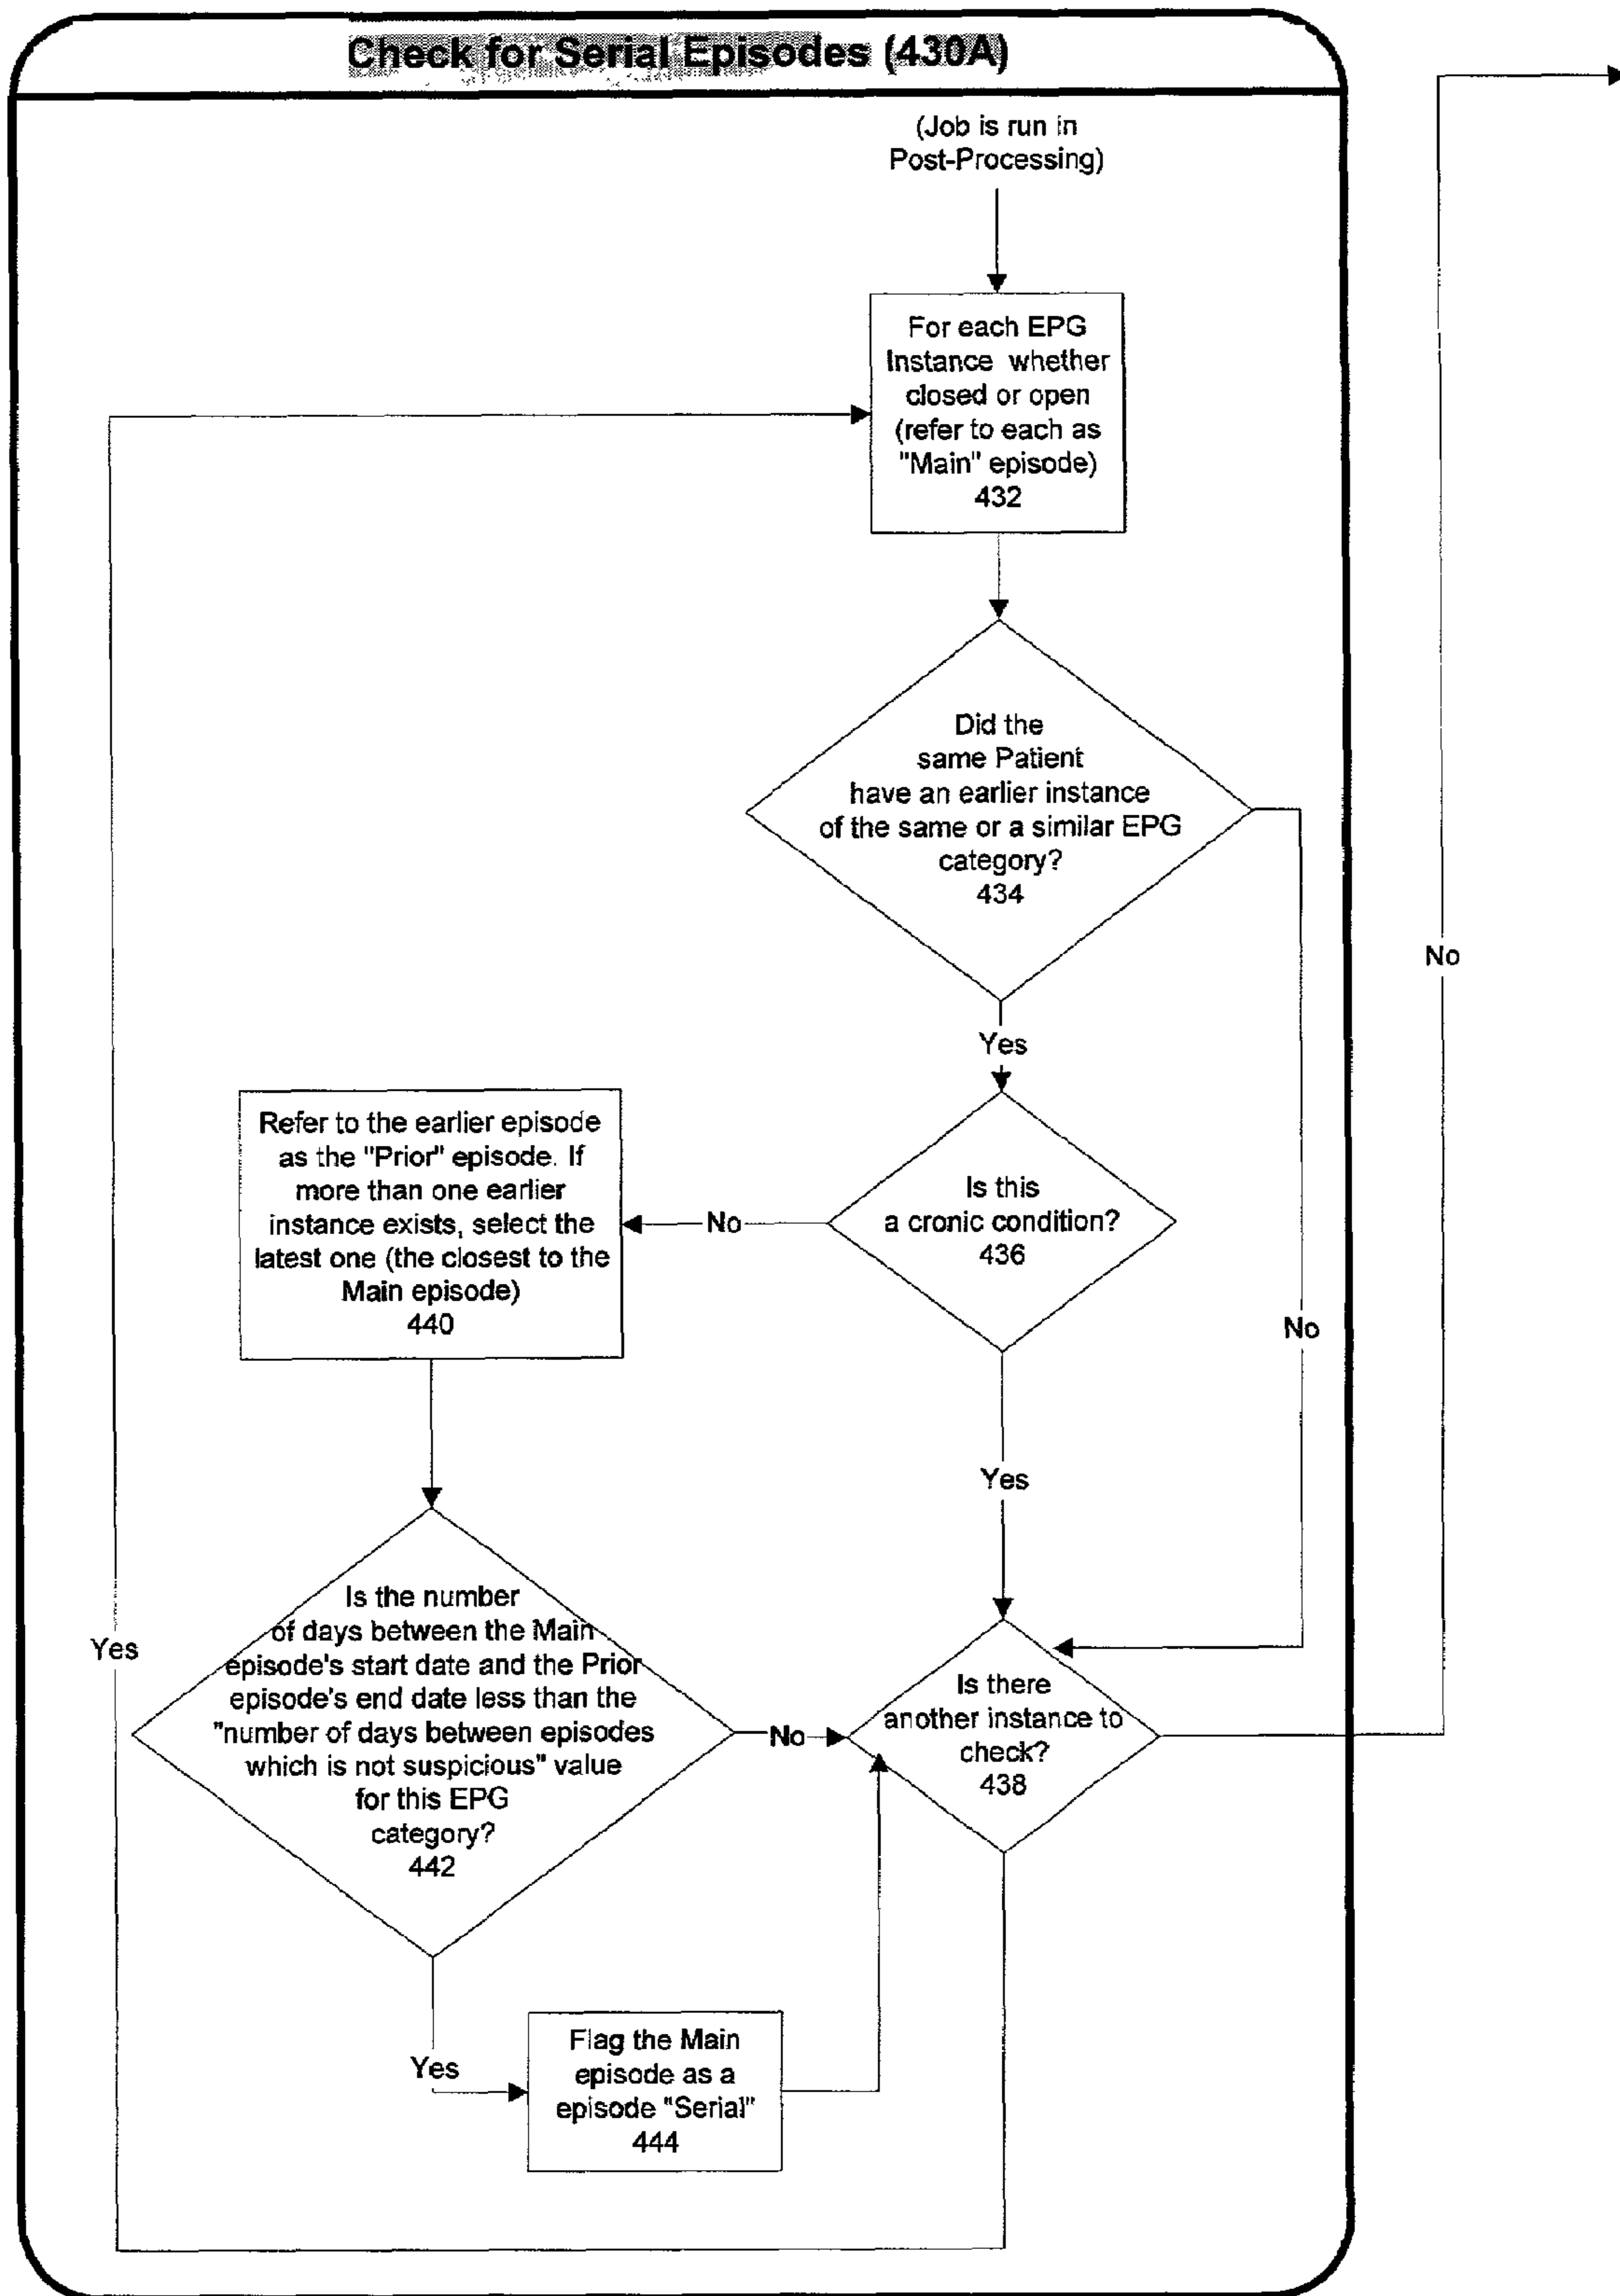 Check for Serial Episodes (430A)
(Job is run in
Post-Processing)
For each EPG
Instance whether
closed or open
(refer to each as
"Main" episode)
432
Did the
same Patient
have an earlier instance
of the same or a similar EPG
category?
434
No
Yes
Refer to the earlier episode
as the "Prior" episode. If
more than one earlier
instance exists, select the
latest one (the closest to the
Main episode)
440
No
Is this
a cronic condition?
436
No
Yes
Is the number
of days between the Main
episode's start date and the Prior
episode's end date less than the
"number of days between episodes
which is not suspicious" value
for this EPG
category?
442
Yes
No
Is there
another instance to
check?
438
Yes
Flag the Main
episode as a
episode "Serial"
444